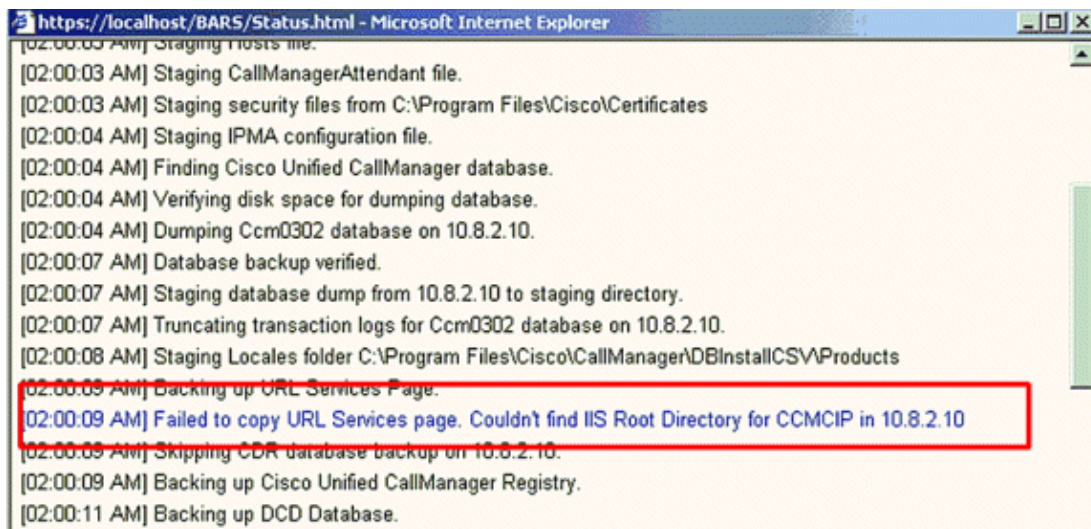 https://localhost/BARS/Status.html - Microsoft Internet Explorer
[02:00:03 AM] Staging Hosts file.
[02:00:03 AM] Staging CallManagerAttendant file.
[02:00:03 AM] Staging security files from C:\Program Files\Cisco\Certificates
[02:00:04 AM] Staging IPMA configuration file.
[02:00:04 AM] Finding Cisco Unified CallManager database.
[02:00:04 AM] Verifying disk space for dumping database.
[02:00:04 AM] Dumping Ccm0302 database on 10.8.2.10.
[02:00:07 AM] Database backup verified.
[02:00:07 AM] Staging database dump from 10.8.2.10 to staging directory.
[02:00:07 AM] Truncating transaction logs for Ccm0302 database on 10.8.2.10.
[02:00:08 AM] Staging Locales folder C:\Program Files\Cisco\CallManager\DBInstallCSV\Products
[02:00:09 AM] Backing up URL Services Page.
[02:00:09 AM] Failed to copy URL Services page. Couldn't find IIS Root Directory for CCMCIP in 10.8.2.10
[02:00:09 AM] Skipping CDR database backup on 10.8.2.10.
[02:00:09 AM] Backing up Cisco Unified CallManager Registry.
[02:00:11 AM] Backing up DCD Database.